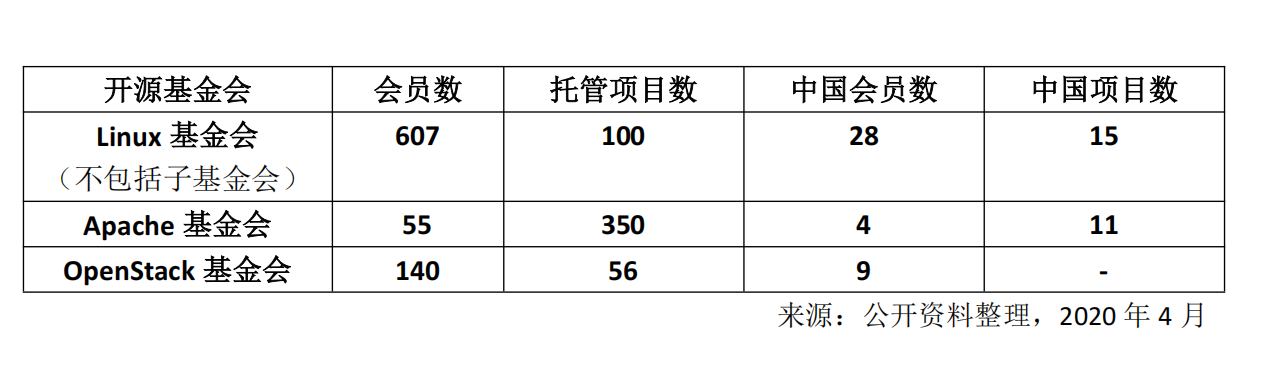 开源基金会 会员数 托管项目数 中国会员数 中国项目数
Linux 基金会 607 100 28 15
（不包括子基金会）
Apache 基金会 55 350 4 11
OpenStack 基金会 140 56 9 -
来源：公开资料整理，2020 年 4 月